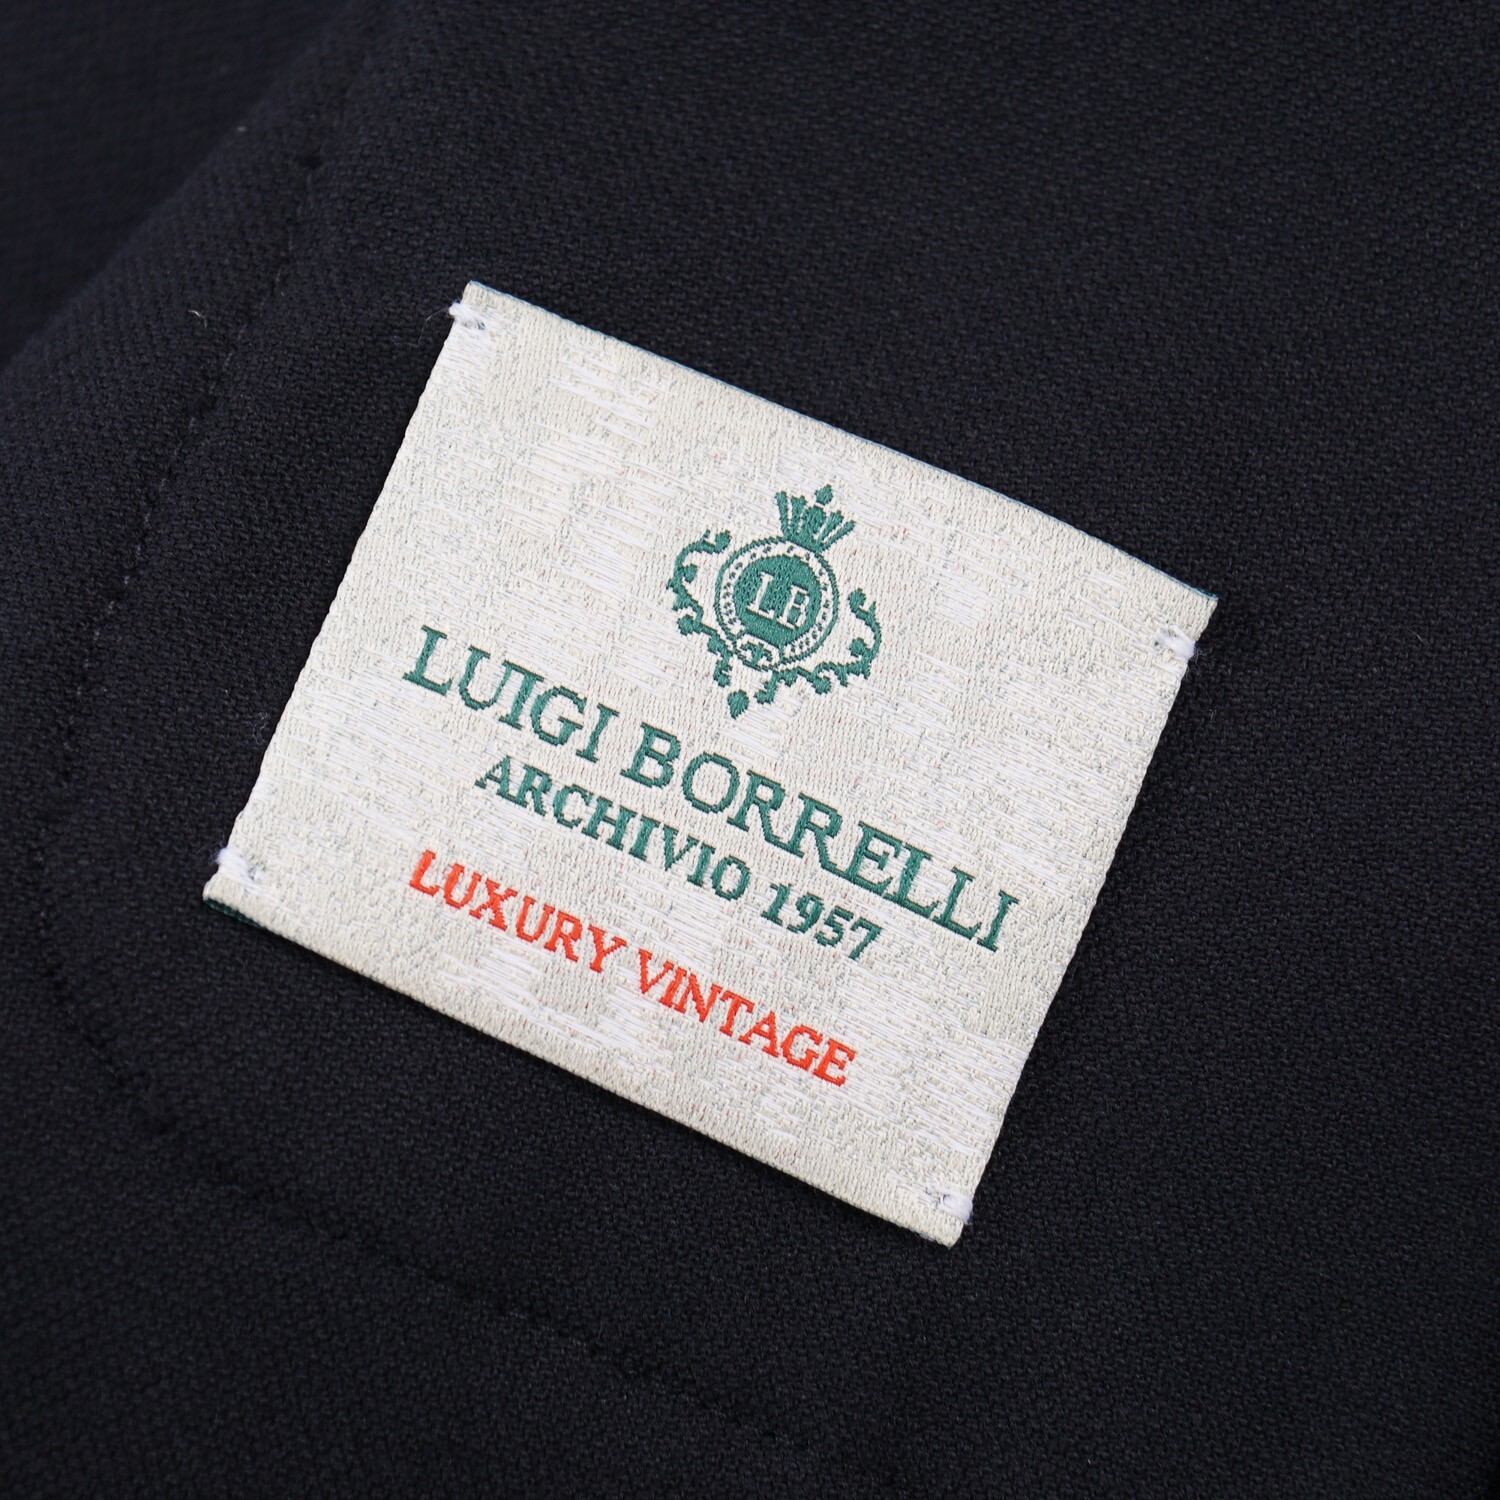 LB
LUIGI BORRELLI
ARCHIVIO 1957
LUXURY VINTAGE